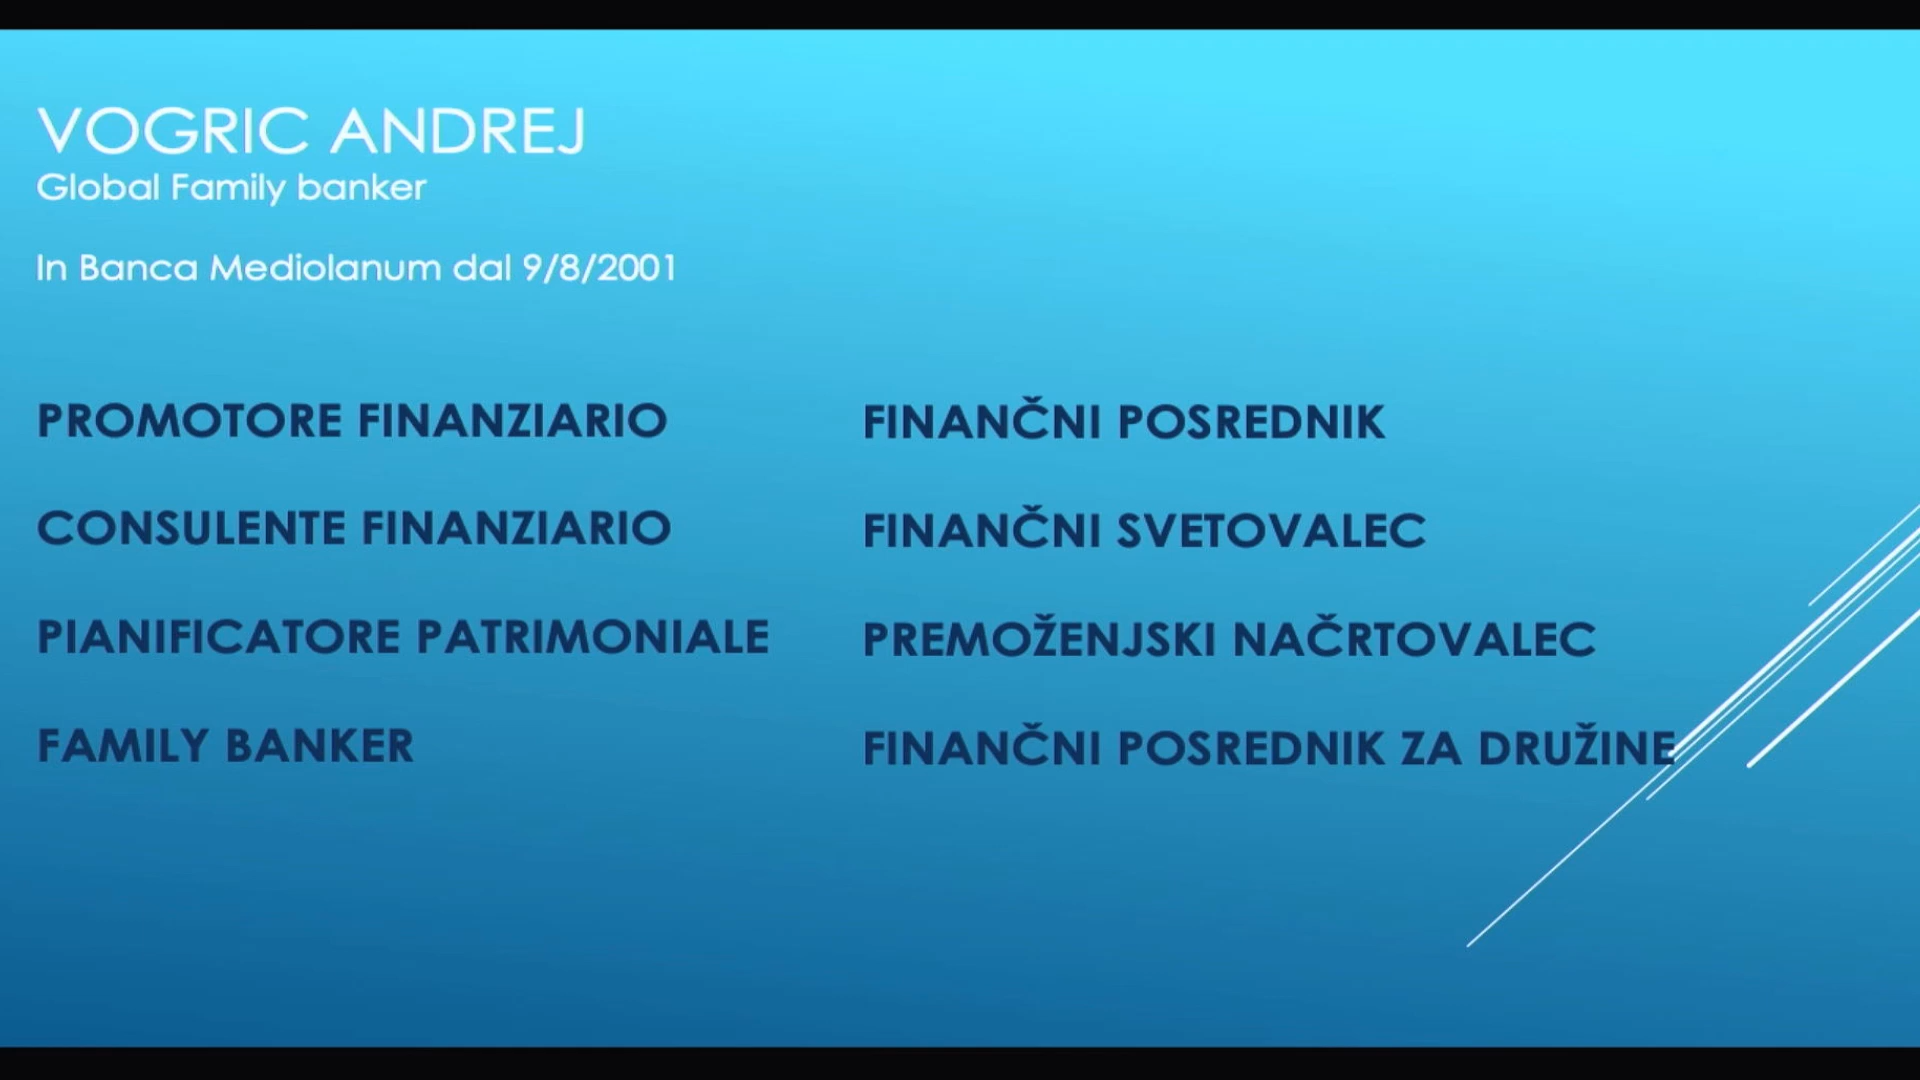 VOGRIC ANDREJ
Global Family banker
In Banca Mediolanum dal 9/8/2001
PROMOTORE FINANZIARIO
CONSULENTE FINANZIARIO
PIANIFICATORE PATRIMONIALE
FAMILY BANKER
FINANČNI POSREDNIK
FINANČNI SVETOVALEC
PREMOŽENJSKI NAČRTOVALEC
FINANČNI POSREDNIK ZA DRUŽINE